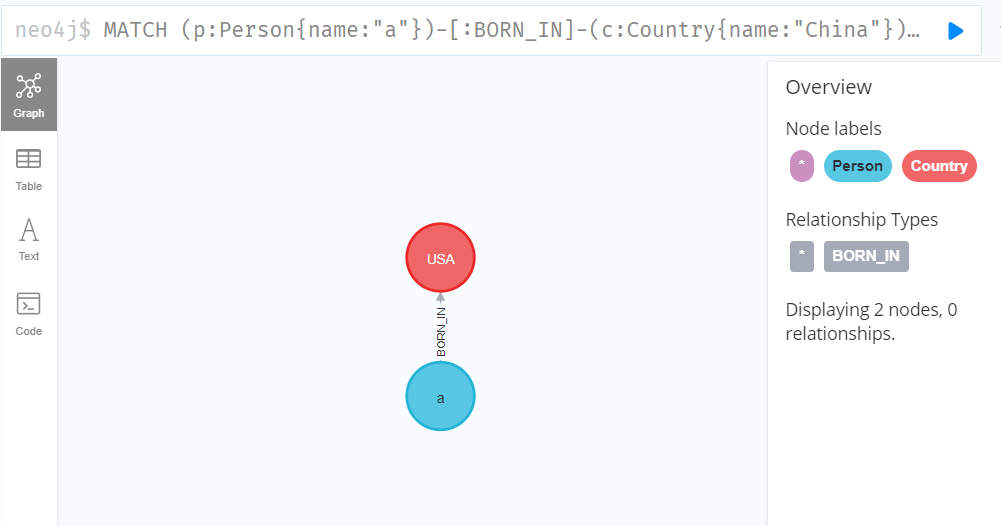 neo4j$ MATCH (p:Person{name:"a"})-[:BORN_IN]-(c:Country{name:"China"})…
Graph
Table
Text
Code
USA
BORN_IN
a
Overview
Node labels
* Person Country
Relationship Types
* BORN_IN
Displaying 2 nodes, 0
relationships.